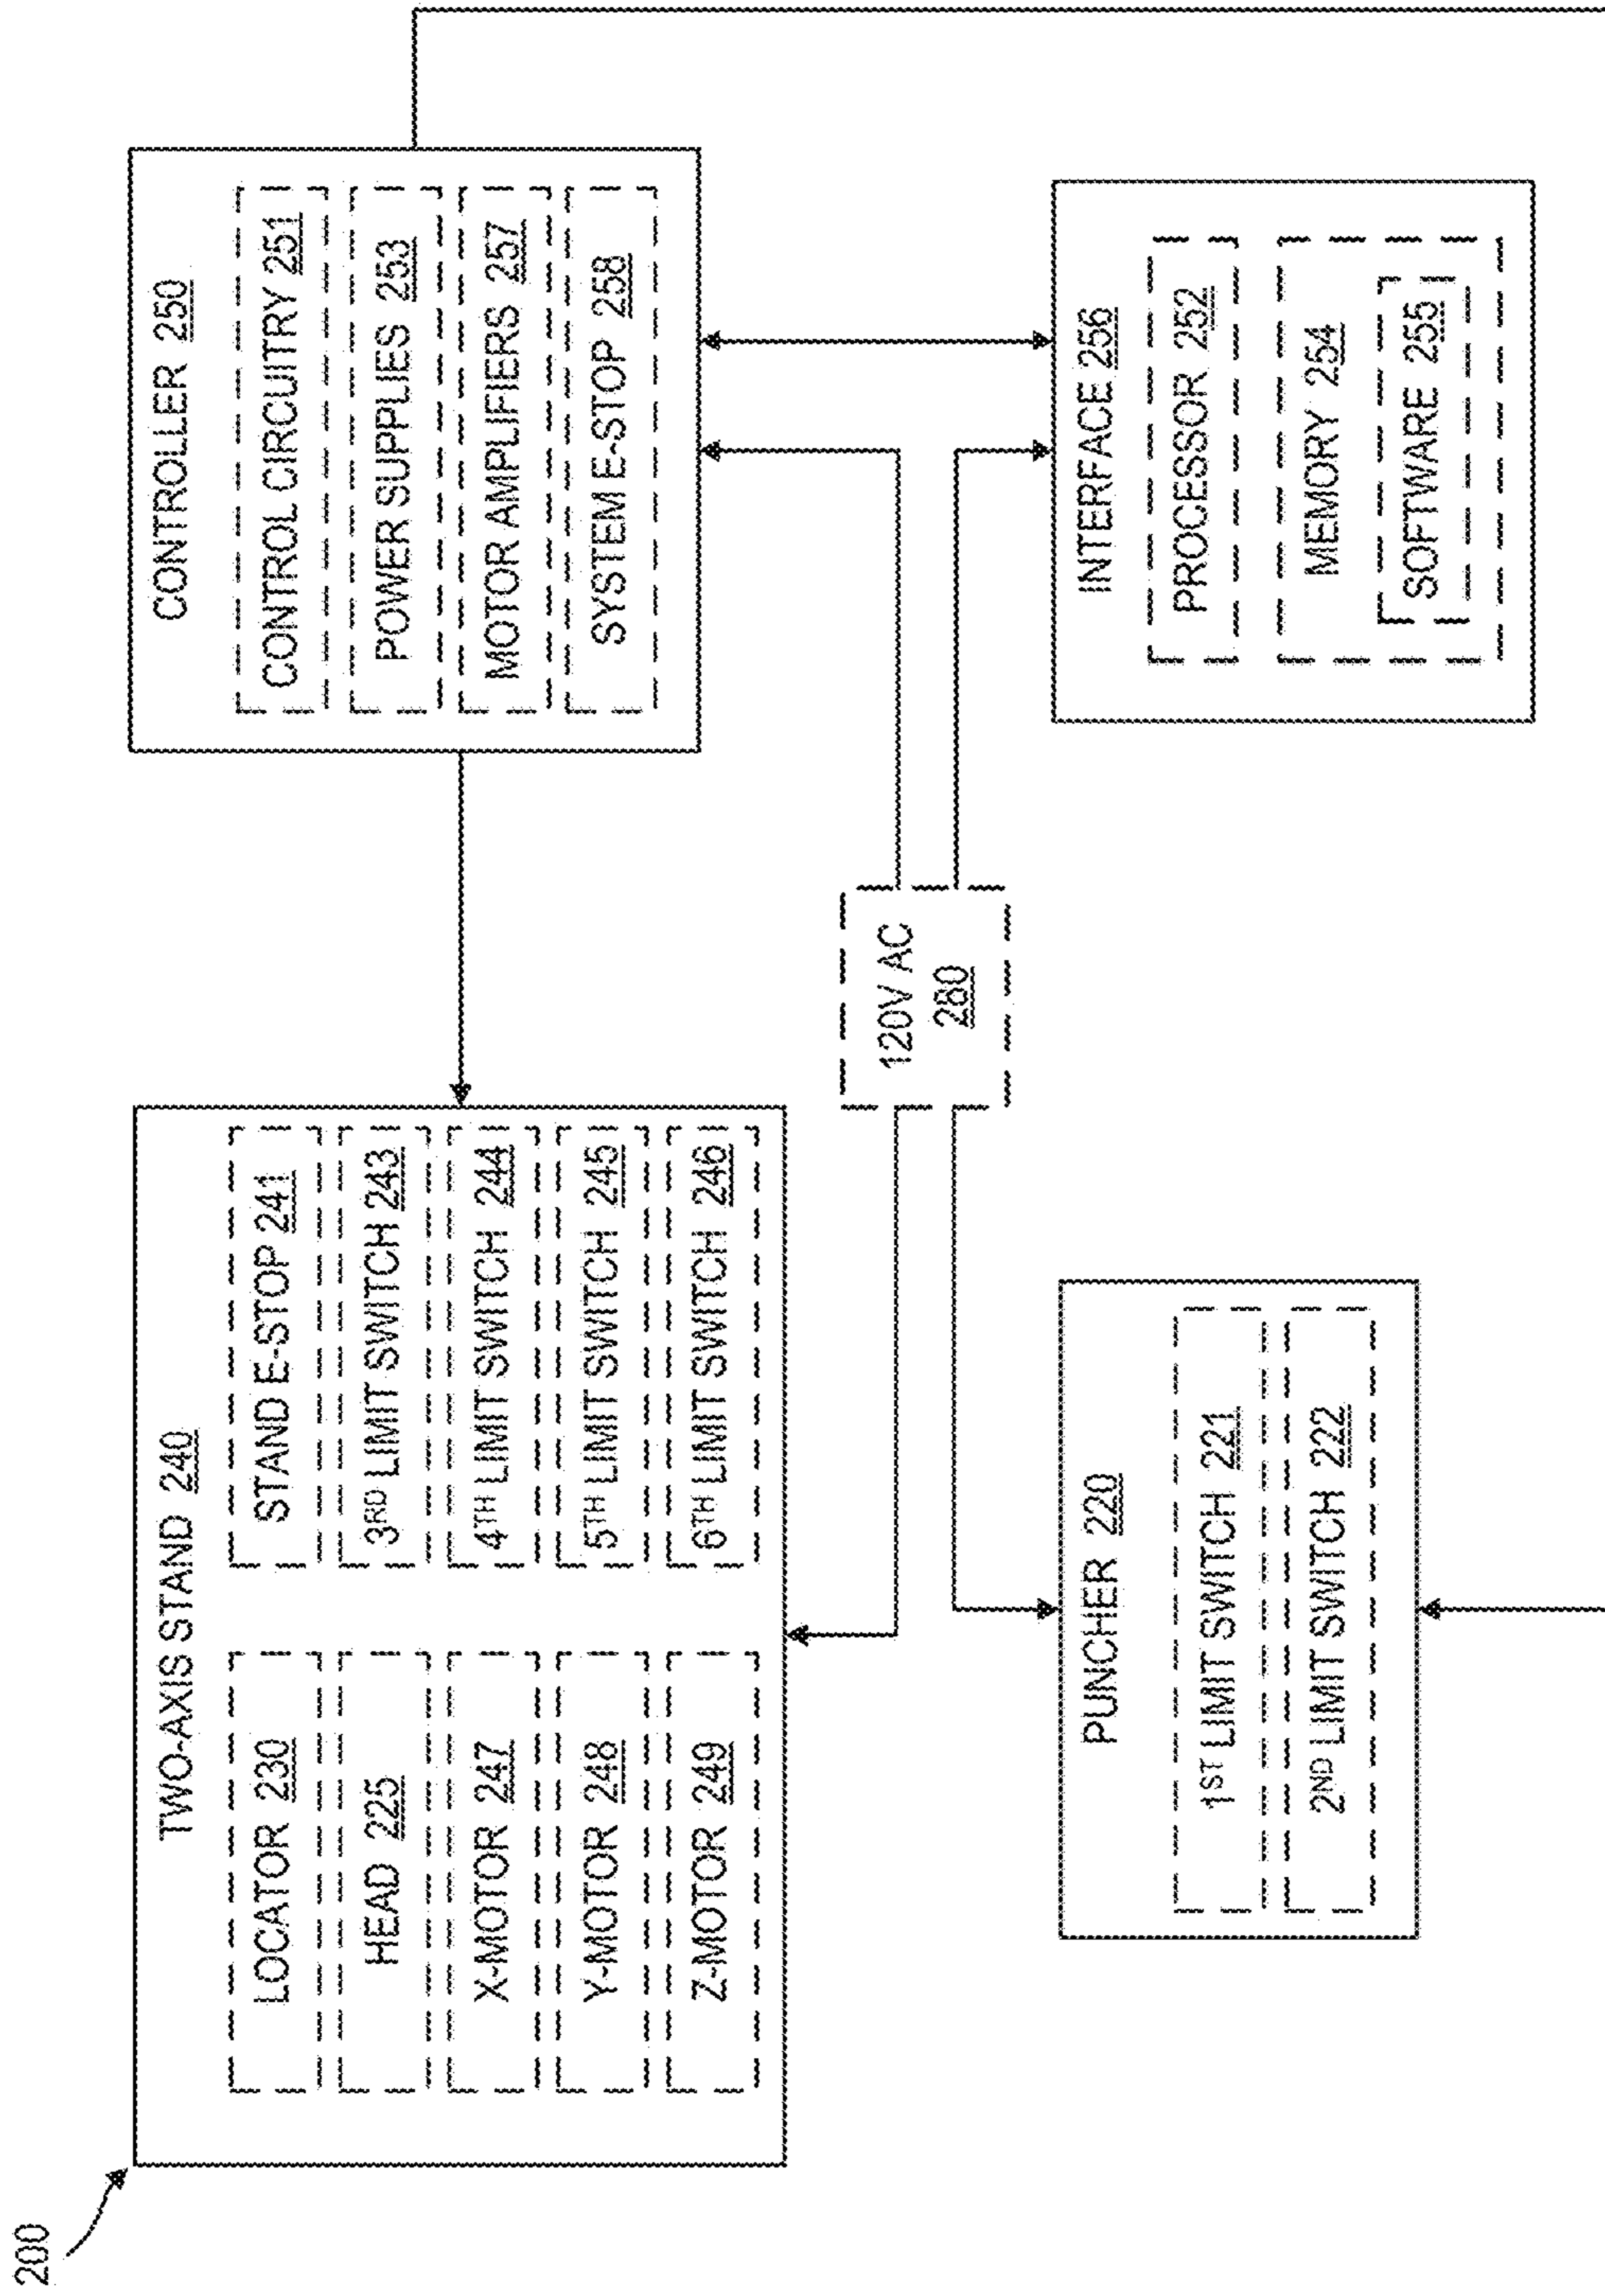 200
TWO-AXIS STAND 240
LOCATOR 230
HEAD 225
X-MOTOR 247
Y-MOTOR 248
Z-MOTOR 249
STAND E-STOP 241
3RD LIMIT SWITCH 243
4TH LIMIT SWITCH 244
5TH LIMIT SWITCH 245
6TH LIMIT SWITCH 246
CONTROLLER 250
CONTROL CIRCUITRY 251
POWER SUPPLIES 253
MOTOR AMPLIFIERS 257
SYSTEM E-STOP 258
120V AC
280
PUNCHER 220
1ST LIMIT SWITCH 221
2ND LIMIT SWITCH 222
INTERFACE 256
PROCESSOR 252
MEMORY 254
SOFTWARE 255